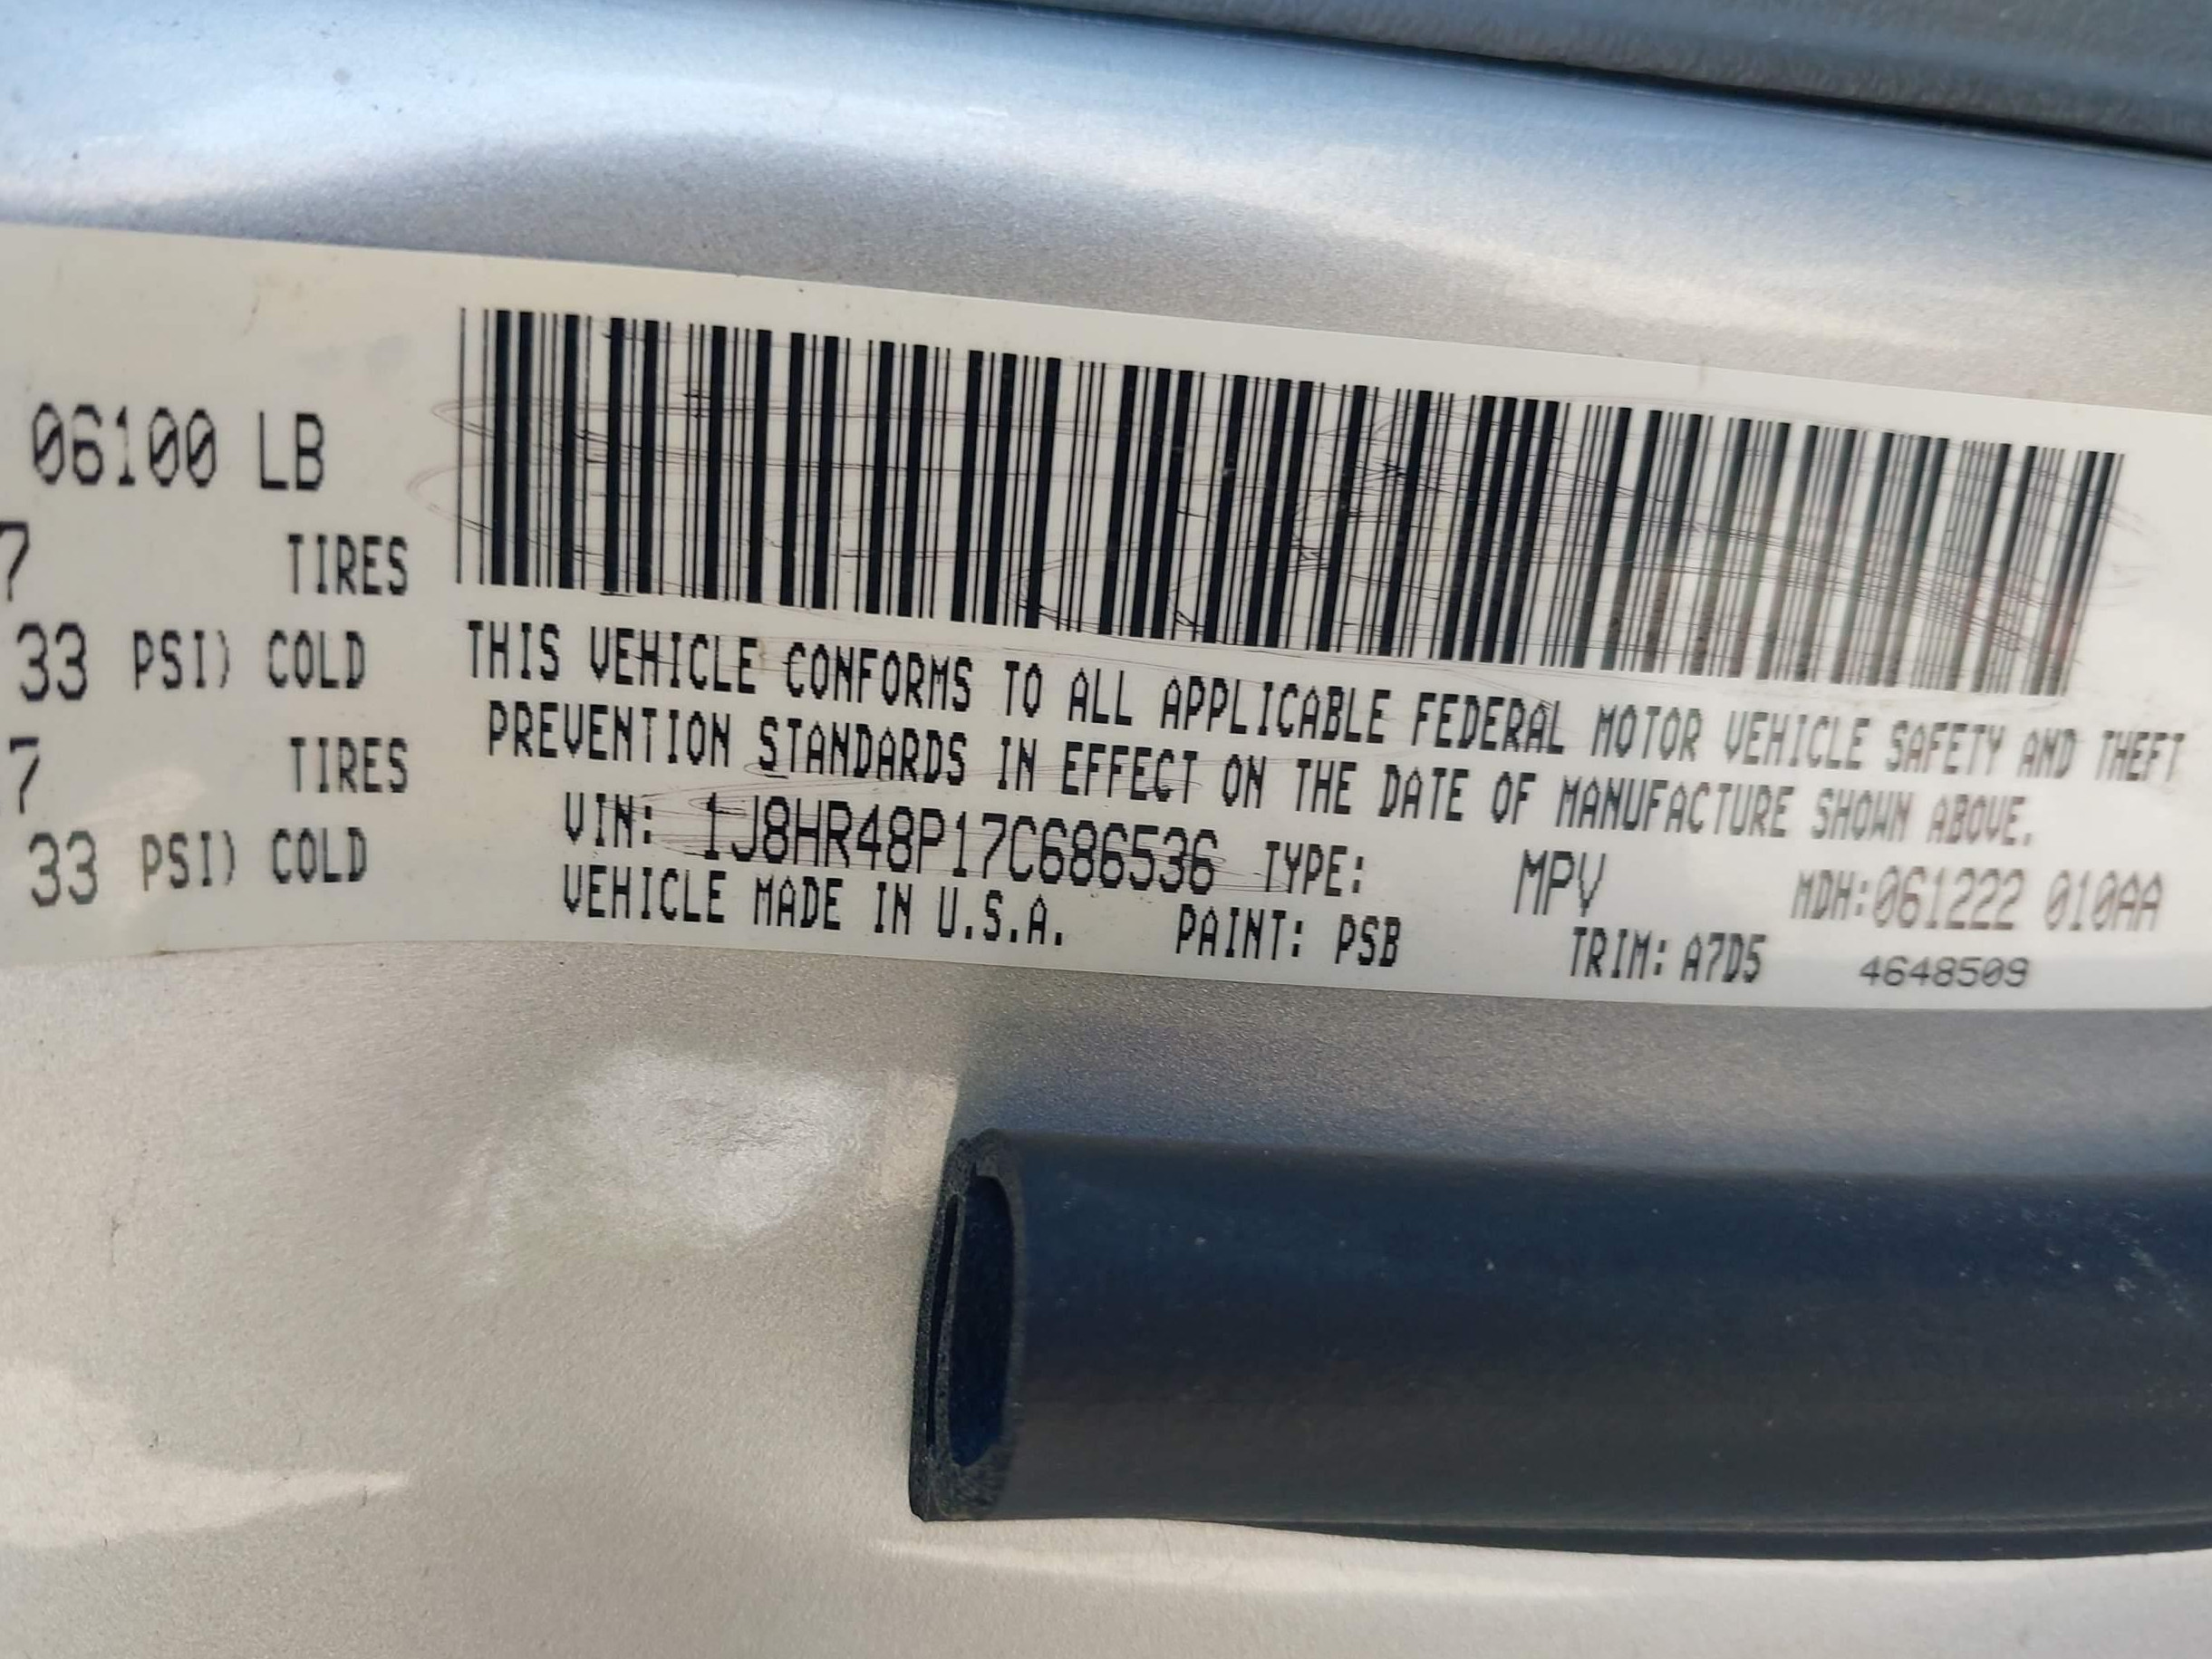 06100 LB
7 TIRES
33 PSI) COLD
7 TIRES
33 PSI) COLD
THIS VEHICLE CONFORMS TO ALL APPLICABLE FEDERAL MOTOR VEHICLE SAFETY AND THEFT
PREVENTION STANDARDS IN EFFECT ON THE DATE OF MANUFACTURE SHOWN ABOVE.
VIN: 1J8HR48P17C686536 TYPE: MPV MDH:061222 010AA
VEHICLE MADE IN U.S.A. PAINT: PSB TRIM: A7D5 4648509